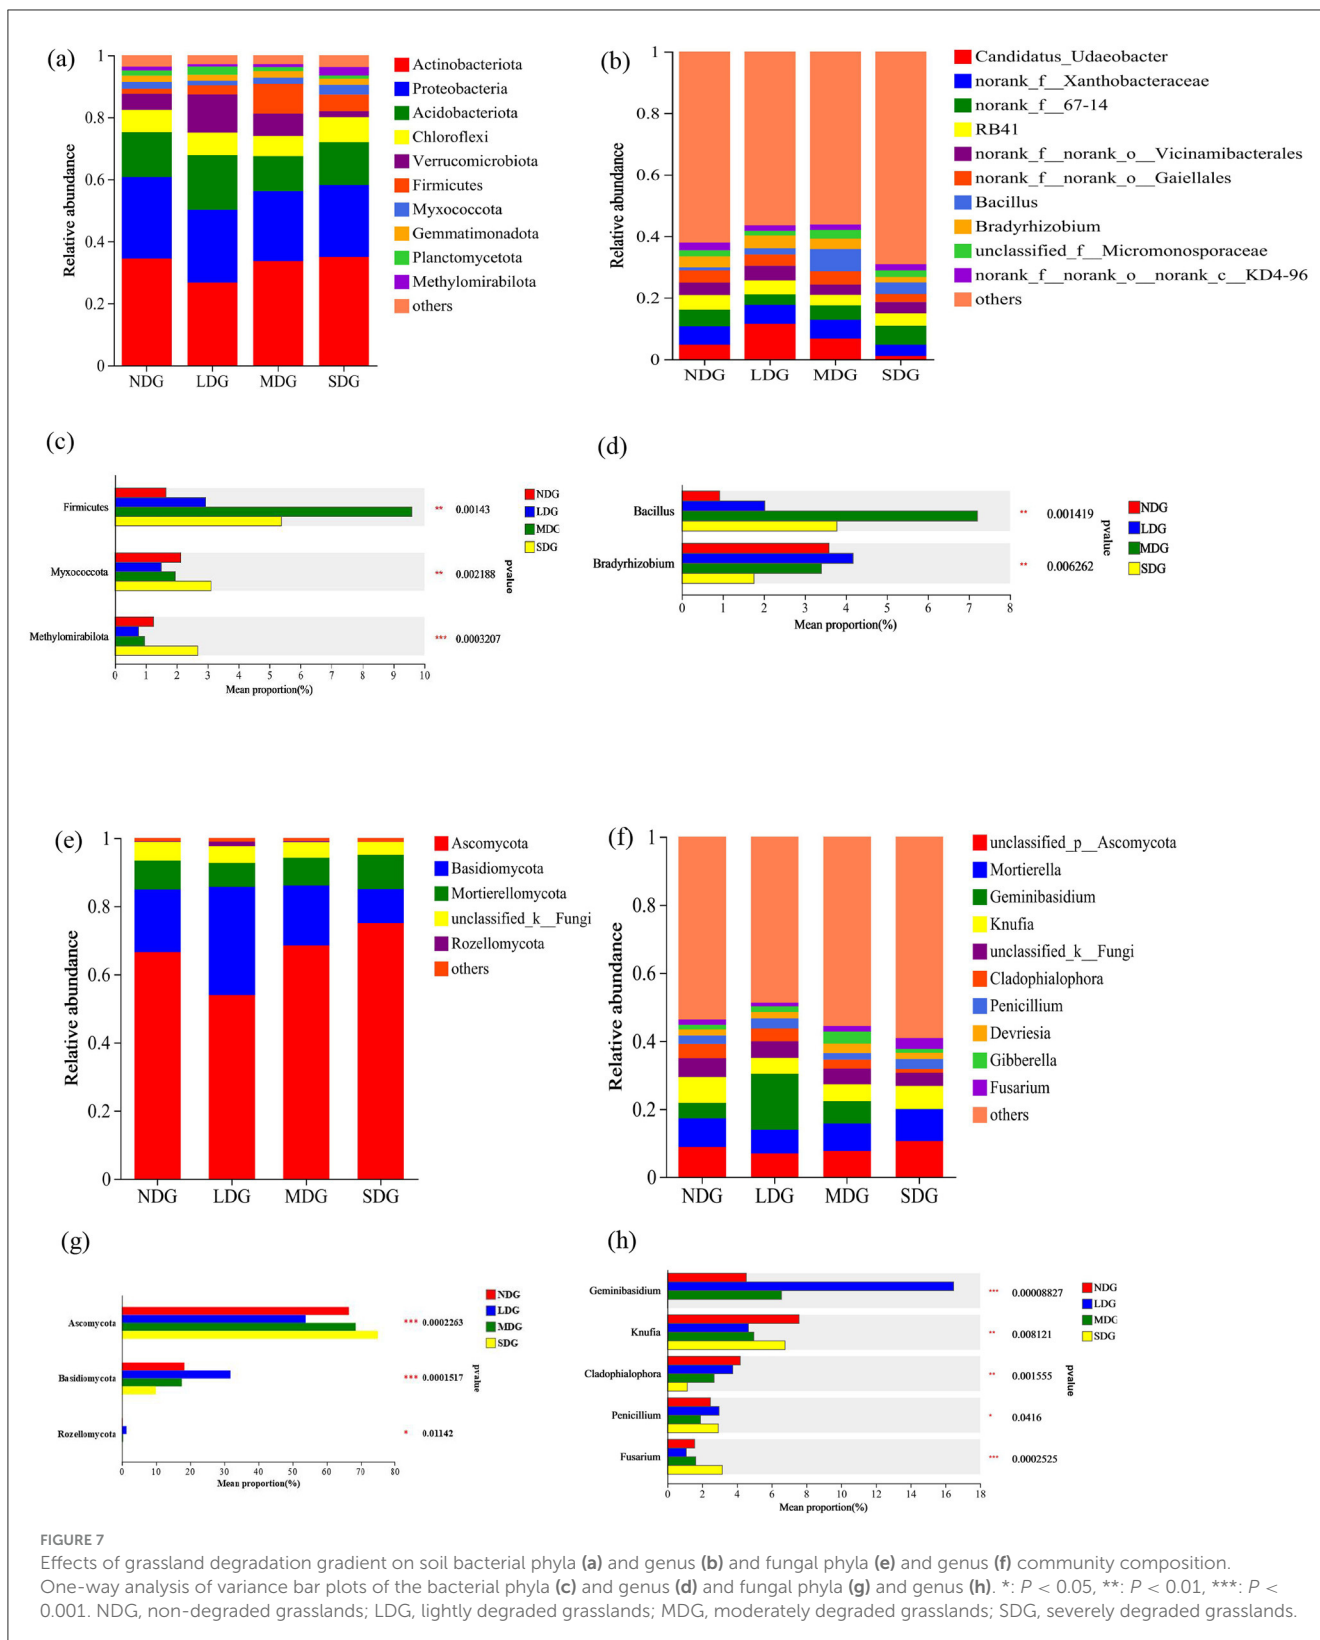 (a)
1
0.8
0.6
0.4
0.2
0
Relative abundance
NDG LDG MDG SDG
Actinobacteriota
Proteobacteria
Acidobacteriota
Chloroflexi
Verrucomicrobiota
Firmicutes
Myxococcota
Gemmatimonadota
Planctomycetota
Methylomirabilota
others
(b)
1
0.8
0.6
0.4
0.2
0
Relative abundance
NDG LDG MDG SDG
Candidatus_Udaeobacter
norank_f__Xanthobacteraceae
norank_f__67-14
RB41
norank_f__norank_o__Vicinamibacterales
norank_f__norank_o__Gaiellales
Bacillus
Bradyrhizobium
unclassified_f__Micromonosporaceae
norank_f__norank_o__norank_c__KD4-96
others
(c)
Firmicutes
Myxococcota
Methylomirabilota
0 1 2 3 4 5 6 7 8 9 10
Mean proportion(%)
** 0.00143
** 0.002188
*** 0.0003207
pvalue
NDG
LDG
MDC
SDG
(d)
Bacillus
Bradyrhizobium
0 1 2 3 4 5 6 7 8
Mean proportion(%)
** 0.001419
** 0.006262
pvalue
NDG
LDG
MDG
SDG
(e)
1
0.8
0.6
0.4
0.2
0
Relative abundance
NDG LDG MDG SDG
Ascomycota
Basidiomycota
Mortierellomycota
unclassified_k__Fungi
Rozellomycota
others
(f)
1
0.8
0.6
0.4
0.2
0
Relative abundance
NDG LDG MDG SDG
unclassified_p__Ascomycota
Mortierella
Geminibasidium
Knufia
unclassified_k__Fungi
Cladophialophora
Penicillium
Devriesia
Gibberella
Fusarium
others
(g)
Ascomycota
Basidiomycota
Rozellomycota
0 10 20 30 40 50 60 70 80
Mean proportion(%)
*** 0.0002263
*** 0.0001517
* 0.01142
pvalue
NDG
LDG
MDG
SDG
(h)
Geminibasidium
Knufia
Cladophialophora
Penicillium
Fusarium
0 2 4 6 8 10 12 14 16 18
Mean proportion(%)
*** 0.00008827
** 0.008121
** 0.001555
* 0.0416
*** 0.0002525
pvalue
NDG
LDG
MDG
SDG
FIGURE 7
Effects of grassland degradation gradient on soil bacterial phyla (a) and genus (b) and fungal phyla (e) and genus (f) community composition.
One-way analysis of variance bar plots of the bacterial phyla (c) and genus (d) and fungal phyla (g) and genus (h). *: P < 0.05, **: P < 0.01, ***: P <
0.001. NDG, non-degraded grasslands; LDG, lightly degraded grasslands; MDG, moderately degraded grasslands; SDG, severely degraded grasslands.